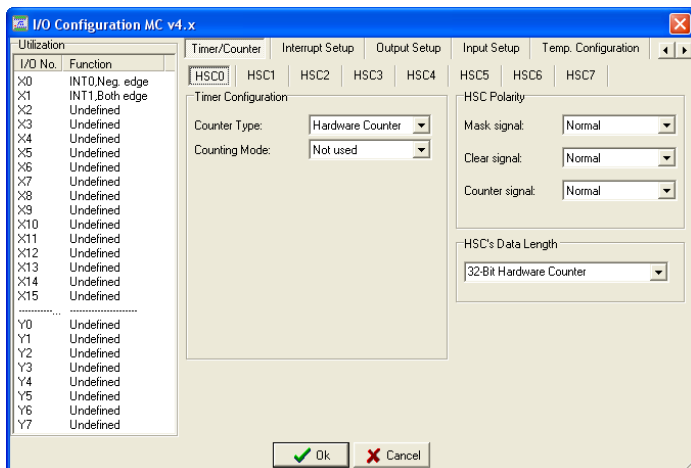 I/O Configuration MC v4.x
Utilization
I/O No. Function
X0 INT0,Neg. edge
X1 INT1,Both edge
X2 Undefined
X3 Undefined
X4 Undefined
X5 Undefined
X6 Undefined
X7 Undefined
X8 Undefined
X9 Undefined
X10 Undefined
X11 Undefined
X12 Undefined
X13 Undefined
X14 Undefined
X15 Undefined
-----------... ---------------------
Y0 Undefined
Y1 Undefined
Y2 Undefined
Y3 Undefined
Y4 Undefined
Y5 Undefined
Y6 Undefined
Y7 Undefined
Timer/Counter Interrupt Setup Output Setup Input Setup Temp. Configuration
HSC0 HSC1 HSC2 HSC3 HSC4 HSC5 HSC6 HSC7
Timer Configuration
Counter Type: Hardware Counter
Counting Mode: Not used
HSC Polarity
Mask signal: Normal
Clear signal: Normal
Counter signal: Normal
HSC's Data Length
32-Bit Hardware Counter
Ok Cancel